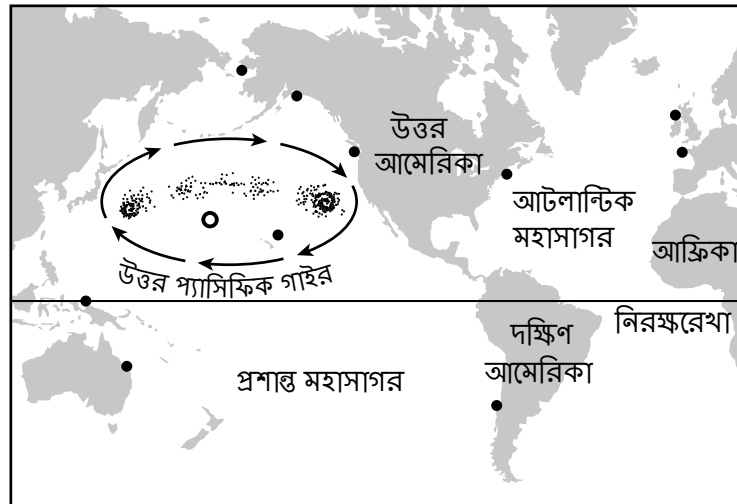 উত্তর
আমেরিকা
আটলান্টিক
মহাসাগর
আফ্রিকা
উত্তর প্যাসিফিক গাইর
নিরক্ষরেখা
দক্ষিণ
আমেরিকা
প্রশান্ত মহাসাগর